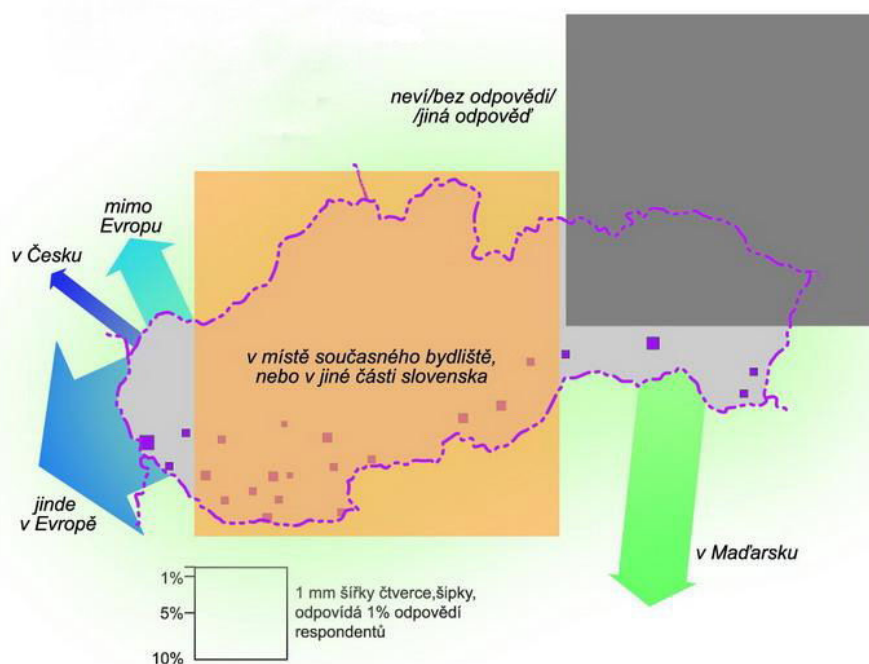 neví/bez odpovědi/
/jiná odpověď
mimo
Evropu
v Česku
v místě současného bydliště,
nebo v jiné části slovenska
jinde
v Evropě
v Maďarsku
1%
5%
10%
1 mm šířky čtverce,šipky,
odpovídá 1% odpovědí
respondentů